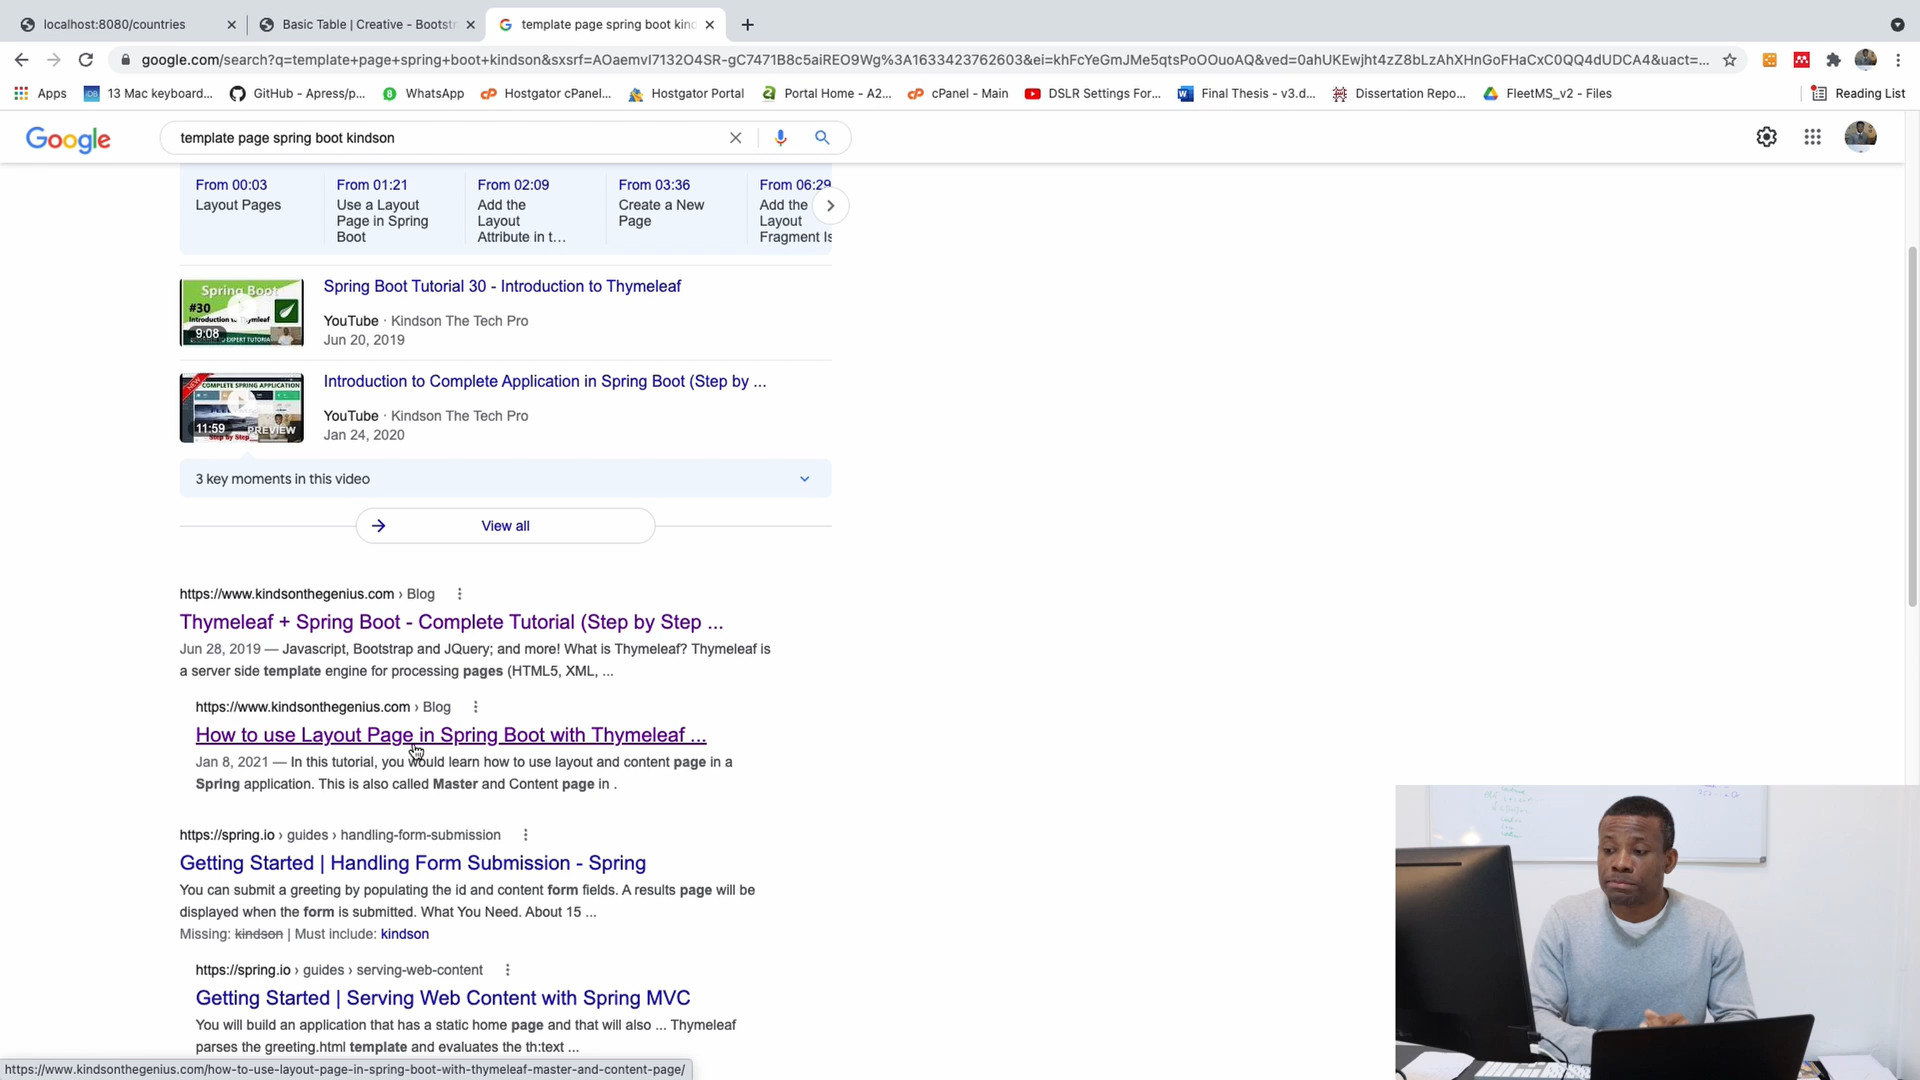 localhost:8080/countries
Basic Table | Creative - Bootstr
template page spring boot kind
google.com/search?q=template+page+spring+boot+kindson&sxsrf=AOaemvI7132O4SR-gC7471B8c5aiREO9Wg%3A1633423762603&ei=khFcYeGmJMe5qtsPoOOuoAQ&ved=0ahUKEwjht4zZ8bLzAhXHnGoFHaCxC0QQ4dUDCA4&uact=...
Apps
13 Mac keyboard...
GitHub - Apress/p...
WhatsApp
Hostgator cPanel...
Hostgator Portal
Portal Home - A2...
cPanel - Main
DSLR Settings For...
Final Thesis - v3.d...
Dissertation Repo...
FleetMS_v2 - Files
Reading List
Google
template page spring boot kindson
From 00:03
Layout Pages
From 01:21
Use a Layout
Page in Spring
Boot
From 02:09
Add the
Layout
Attribute in t...
From 03:36
Create a New
Page
From 06:29
Add the
Layout
Fragment Is
Spring Boot
#30
9:08
Spring Boot Tutorial 30 - Introduction to Thymeleaf
YouTube · Kindson The Tech Pro
Jun 20, 2019
NEW
COMPLETE SPRING APPLICATION
11:59
PREVIEW
Step by Step
Introduction to Complete Application in Spring Boot (Step by ...
YouTube · Kindson The Tech Pro
Jan 24, 2020
3 key moments in this video
View all
https://www.kindsonthegenius.com › Blog
Thymeleaf + Spring Boot - Complete Tutorial (Step by Step ...
Jun 28, 2019 — Javascript, Bootstrap and JQuery; and more! What is Thymeleaf? Thymeleaf is
a server side template engine for processing pages (HTML5, XML, ...
https://www.kindsonthegenius.com › Blog
How to use Layout Page in Spring Boot with Thymeleaf ...
Jan 8, 2021 — In this tutorial, you would learn how to use layout and content page in a
Spring application. This is also called Master and Content page in .
https://spring.io › guides › handling-form-submission
Getting Started | Handling Form Submission - Spring
You can submit a greeting by populating the id and content form fields. A results page will be
displayed when the form is submitted. What You Need. About 15 ...
Missing: kindson | Must include: kindson
https://spring.io › guides › serving-web-content
Getting Started | Serving Web Content with Spring MVC
You will build an application that has a static home page and that will also ... Thymeleaf
parses the greeting.html template and evaluates the th:text ...
https://www.kindsonthegenius.com/how-to-use-layout-page-in-spring-boot-with-thymeleaf-master-and-content-page/